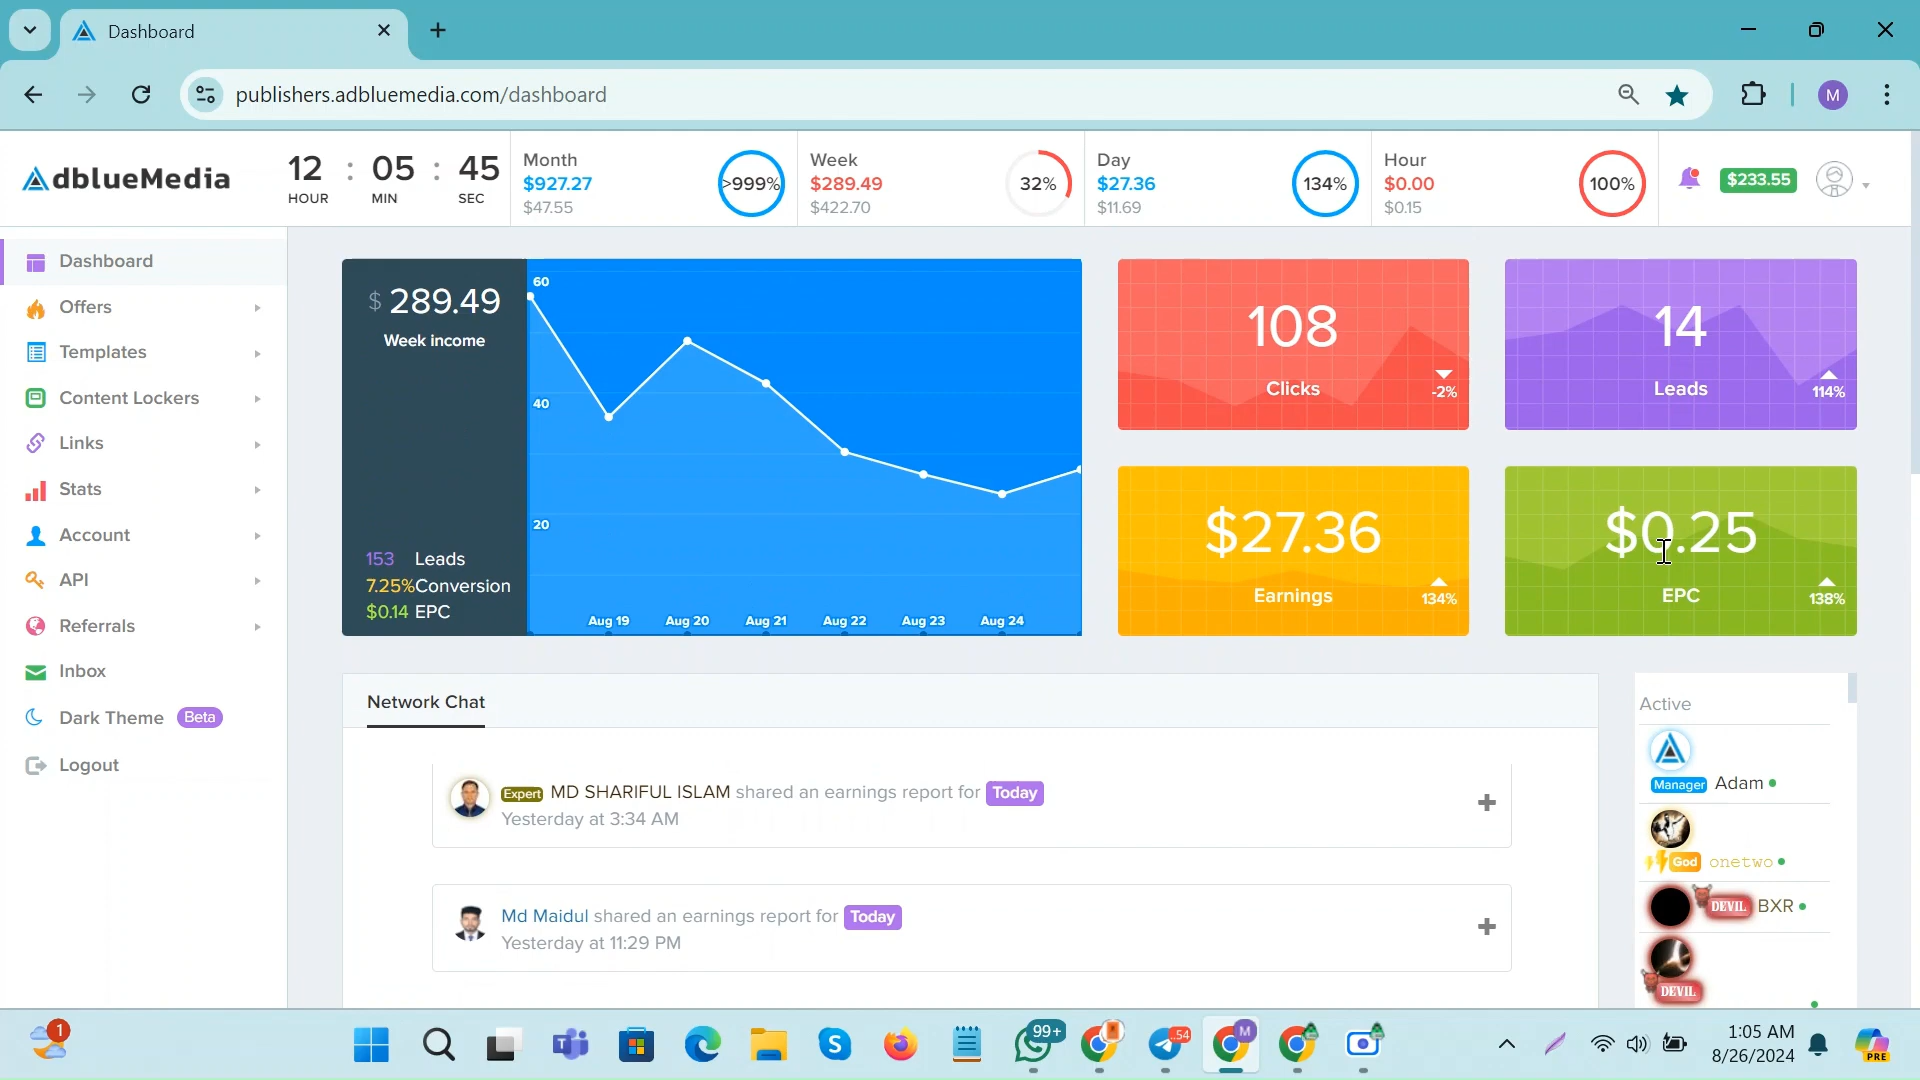 Dashboard
publishers.adbluemedia.com/dashboard
M
AdblueMedia
12 : 05 : 45
HOUR MIN SEC
Month
$927.27
$47.55
>999%
Week
$289.49
$422.70
32%
Day
$27.36
$11.69
134%
Hour
$0.00
$0.15
100%
$233.55
Dashboard
Offers
Templates
Content Lockers
Links
Stats
Account
API
Referrals
Inbox
Dark Theme Beta
Logout
$ 289.49
Week income
153 Leads
7.25% Conversion
$0.14 EPC
60
40
20
Aug 19 Aug 20 Aug 21 Aug 22 Aug 23 Aug 24
108
Clicks
-2%
14
Leads
114%
$27.36
Earnings
134%
$0.25
EPC
138%
Network Chat
Expert MD SHARIFUL ISLAM shared an earnings report for Today
Yesterday at 3:34 AM
Md Maidul shared an earnings report for Today
Yesterday at 11:29 PM
Active
Manager Adam
God onetwo
DEVIL BXR
DEVIL
1
99+
54
M
1:05 AM
8/26/2024
PRE